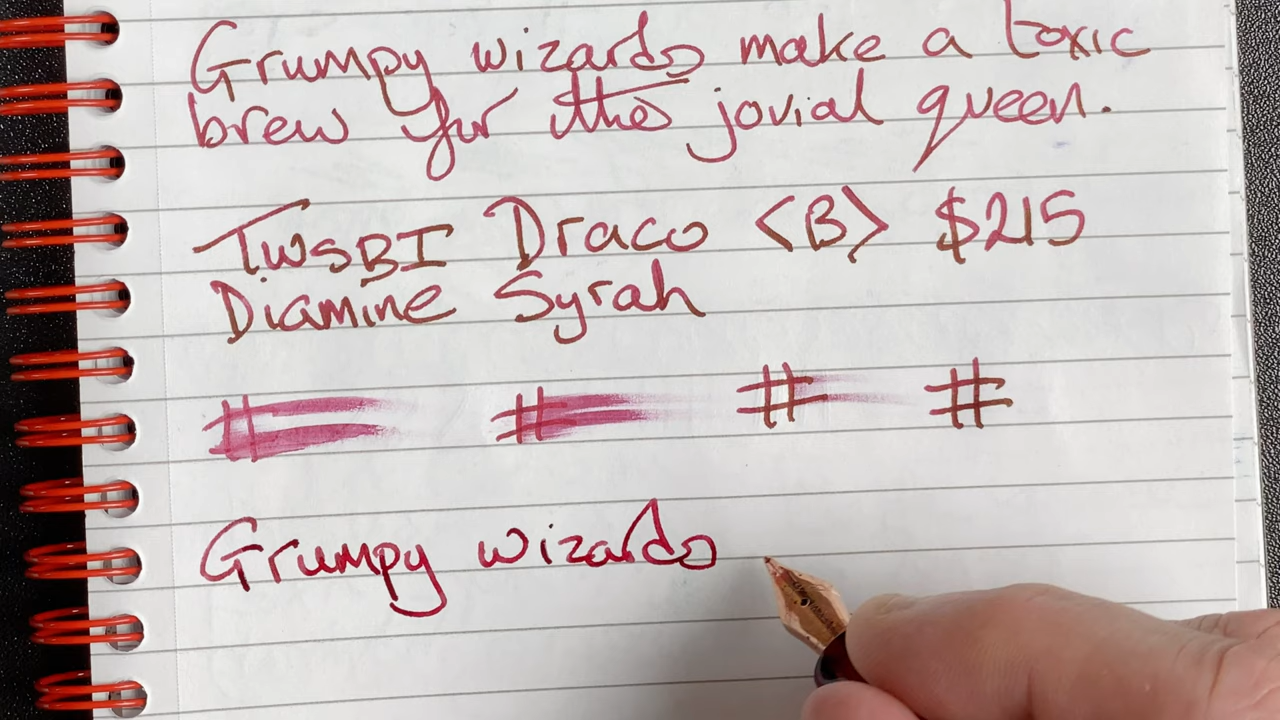 Grumpy wizards make a toxic
brew for the jovial queen.
TWSBI Draco <B> $215
Diamine Syrah
# # # #
Grumpy wizards